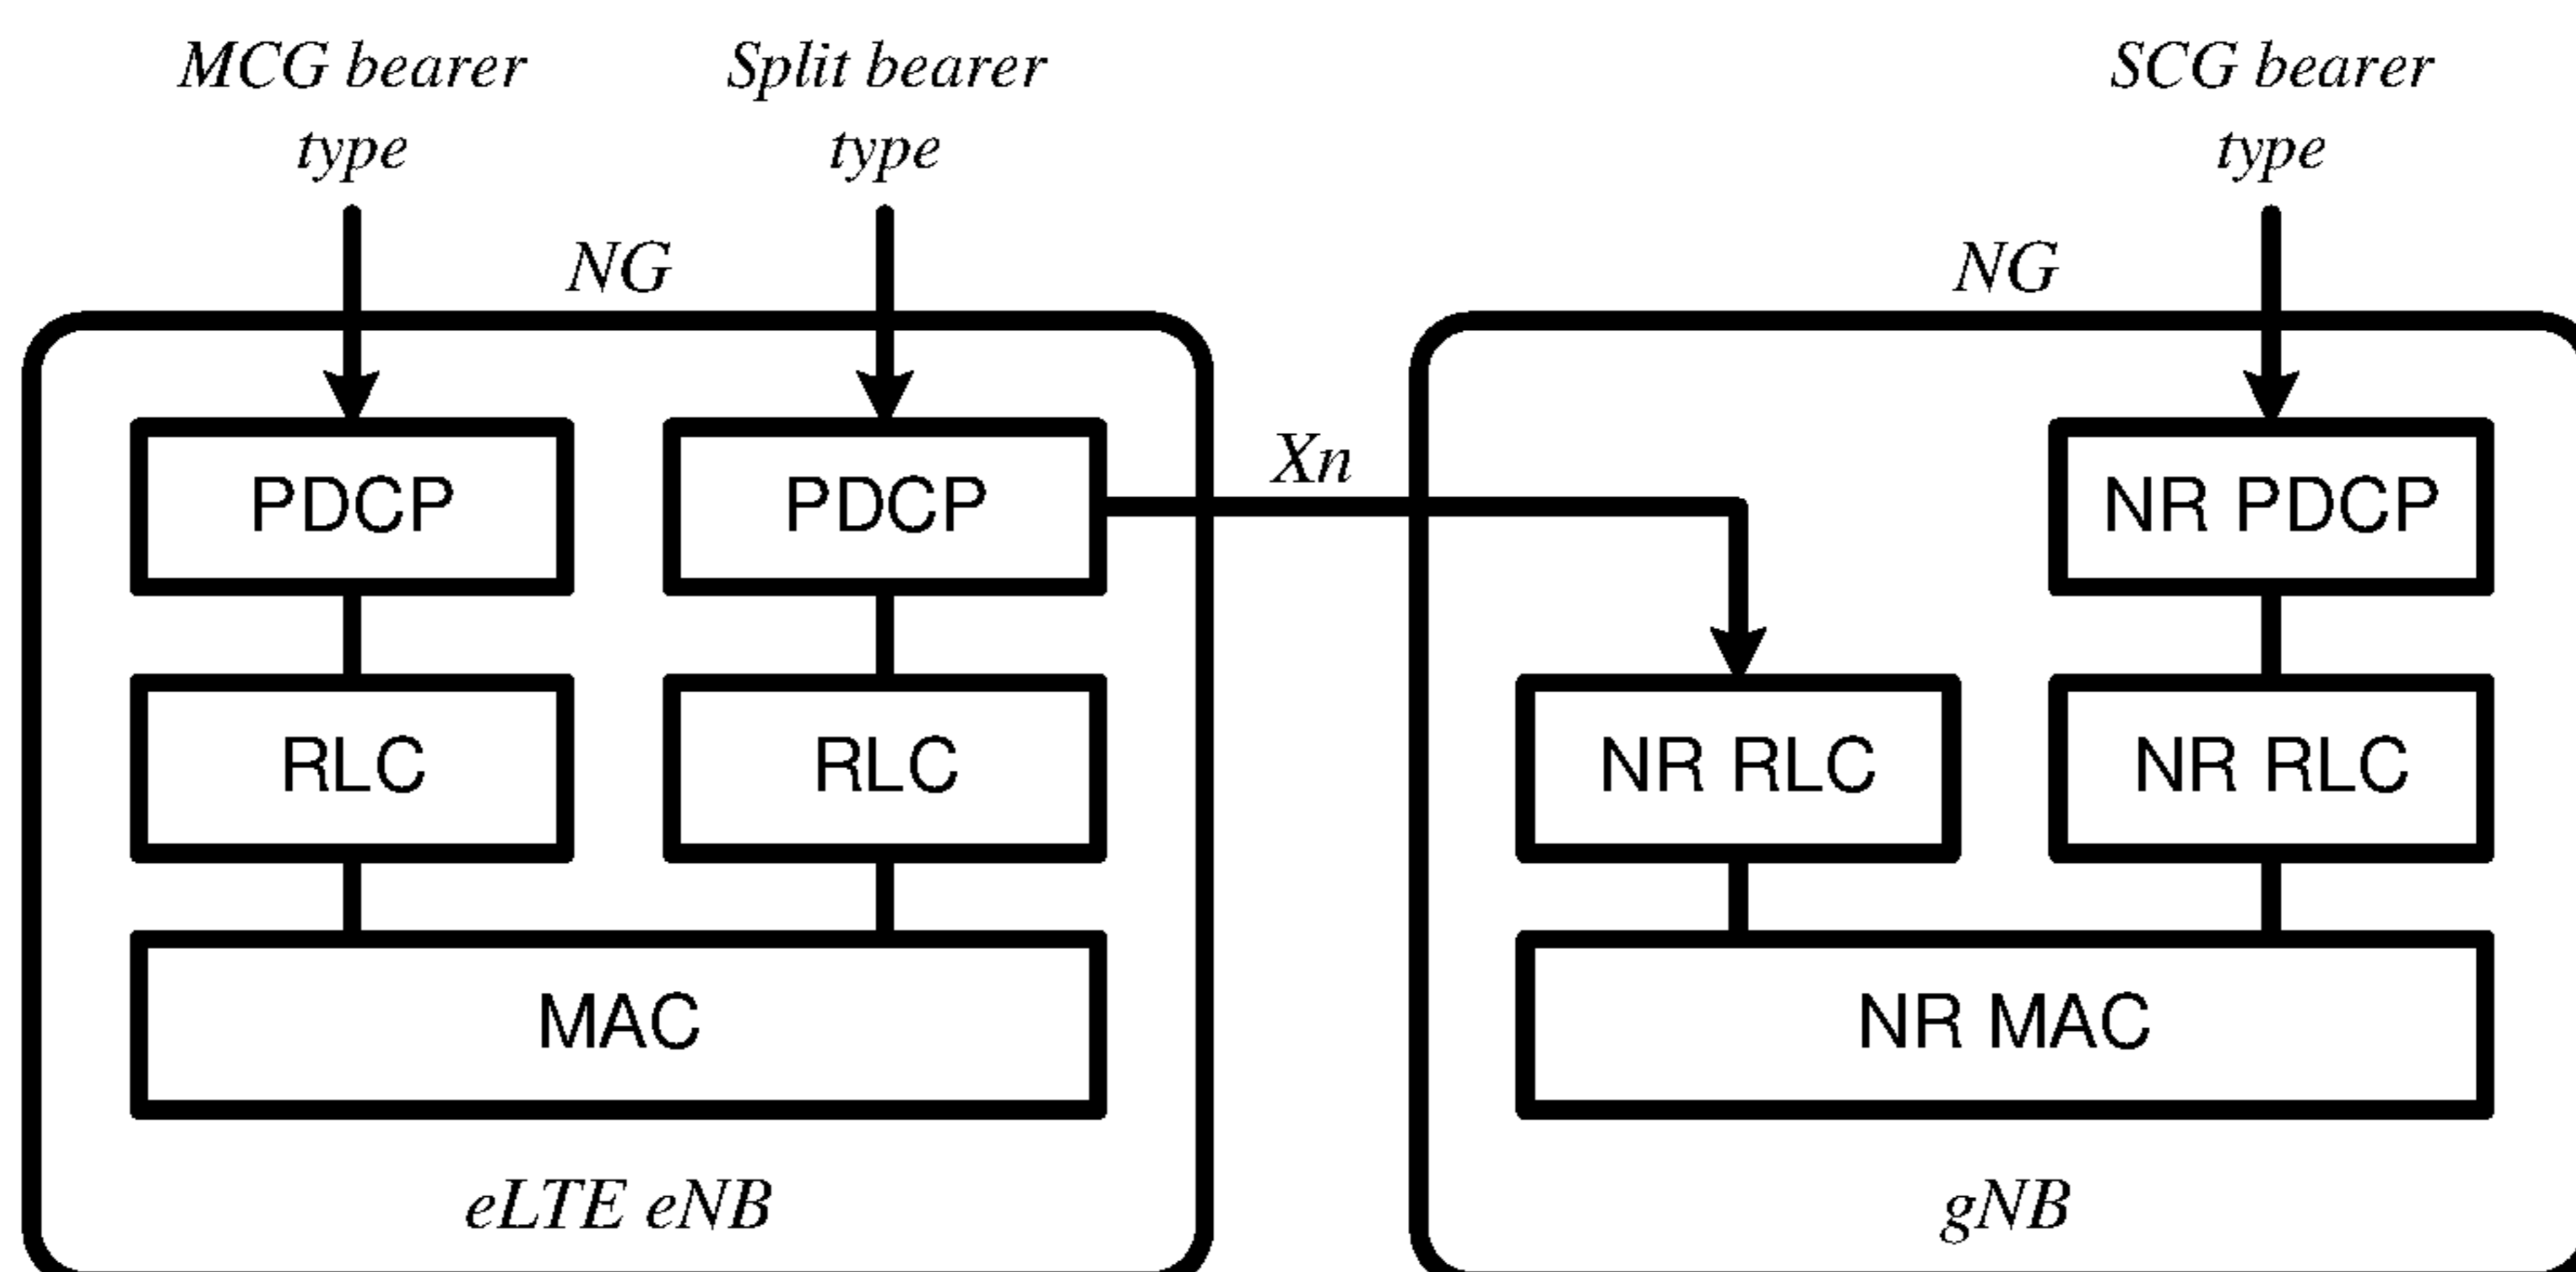 MCG bearer
type
Split bearer
type
SCG bearer
type
NG
NG
Xn
PDCP
PDCP
NR PDCP
RLC
RLC
NR RLC
NR RLC
MAC
NR MAC
eLTE eNB
gNB